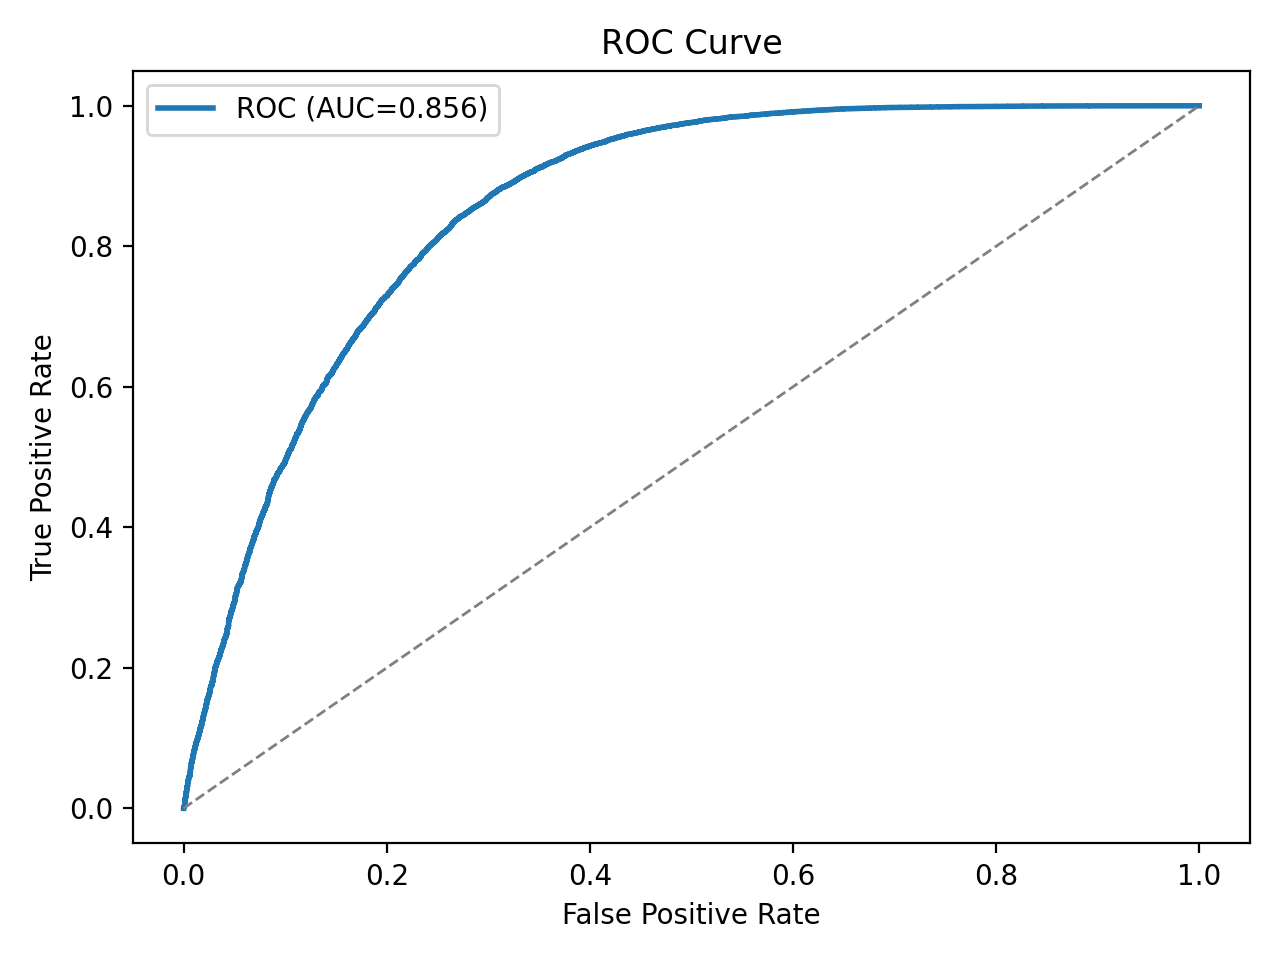 ROC Curve
ROC (AUC=0.856)
True Positive Rate
1.0
0.8
0.6
0.4
0.2
0.0
0.0 0.2 0.4 0.6 0.8 1.0
False Positive Rate